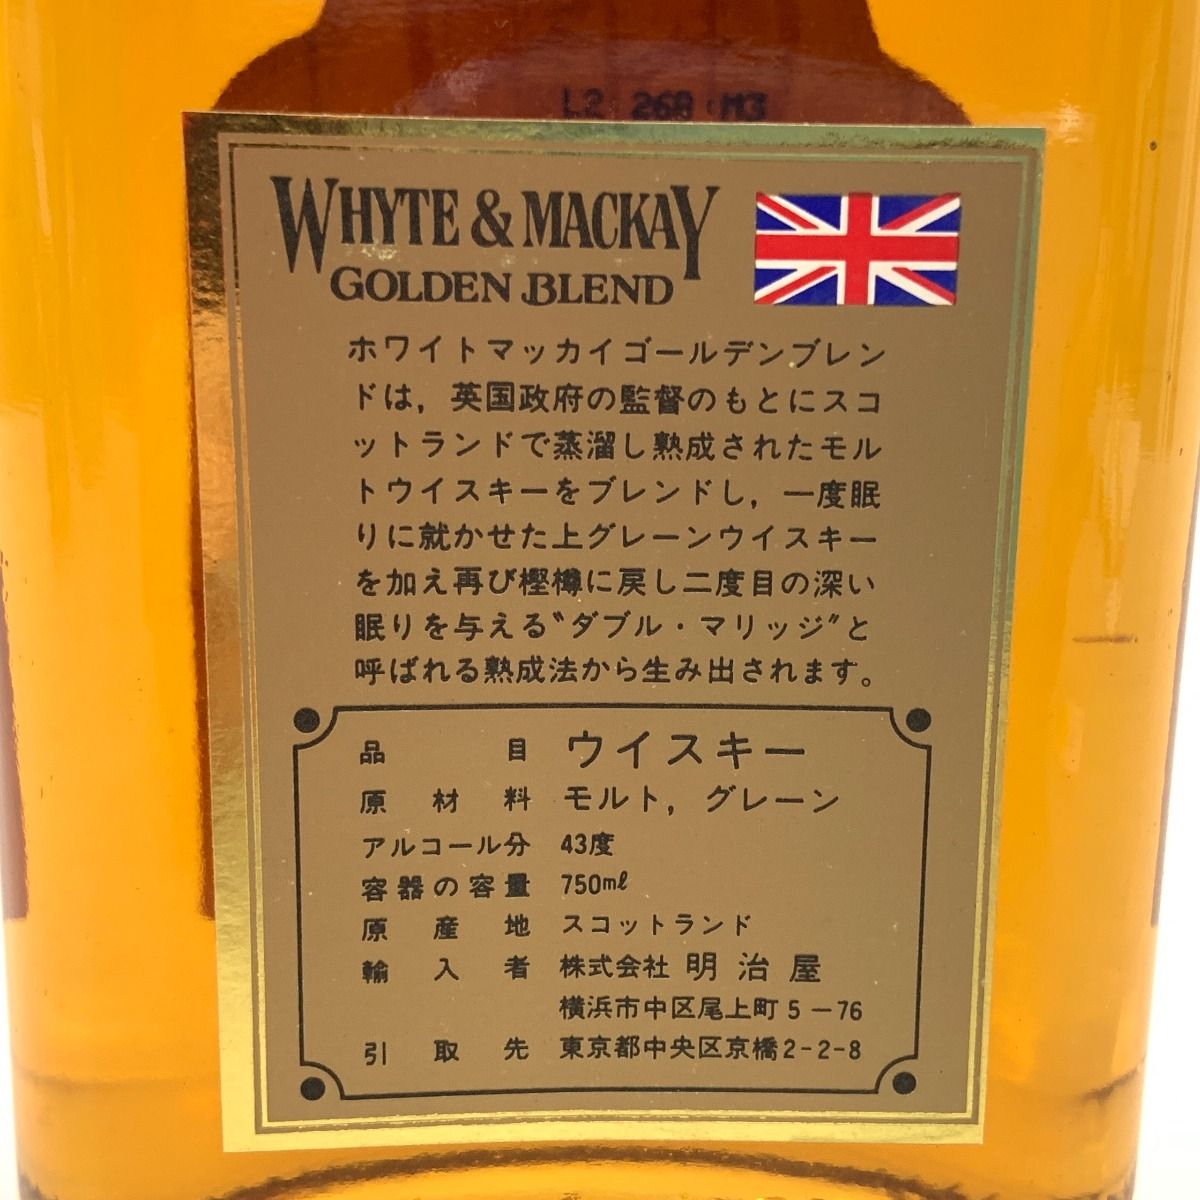 L2 268 M3
WHYTE & MACKAY
GOLDEN BLEND
ホワイトマッカイゴールデンブレン
ドは，英国政府の監督のもとにスコ
ットランドで蒸溜し熟成されたモル
トウイスキーをブレンドし，一度眠
りに就かせた上グレーンウイスキー
を加え再び樫樽に戻し二度目の深い
眠りを与える〝ダブル・マリッジ〟と
呼ばれる熟成法から生み出されます。
品目 ウイスキー
原材料 モルト，グレーン
アルコール分 43度
容器の容量 750mℓ
原産地 スコットランド
輸入者 株式会社 明治屋
横浜市中区尾上町5－76
引取先 東京都中央区京橋2-2-8